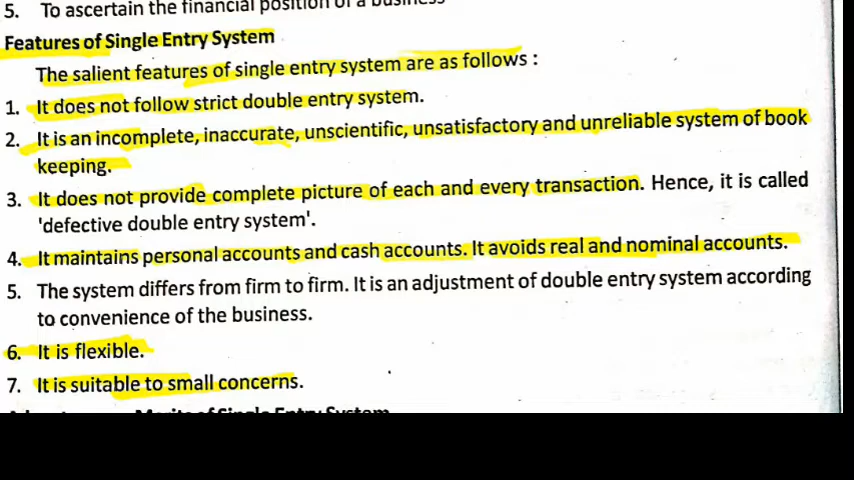 5. To ascertain the financial position of a business
Features of Single Entry System
The salient features of single entry system are as follows :
1. It does not follow strict double entry system.
2. It is an incomplete, inaccurate, unscientific, unsatisfactory and unreliable system of book
keeping.
3. It does not provide complete picture of each and every transaction. Hence, it is called
'defective double entry system'.
4. It maintains personal accounts and cash accounts. It avoids real and nominal accounts.
5. The system differs from firm to firm. It is an adjustment of double entry system according
to convenience of the business.
6. It is flexible.
7. It is suitable to small concerns.
Merits of Single Entry System